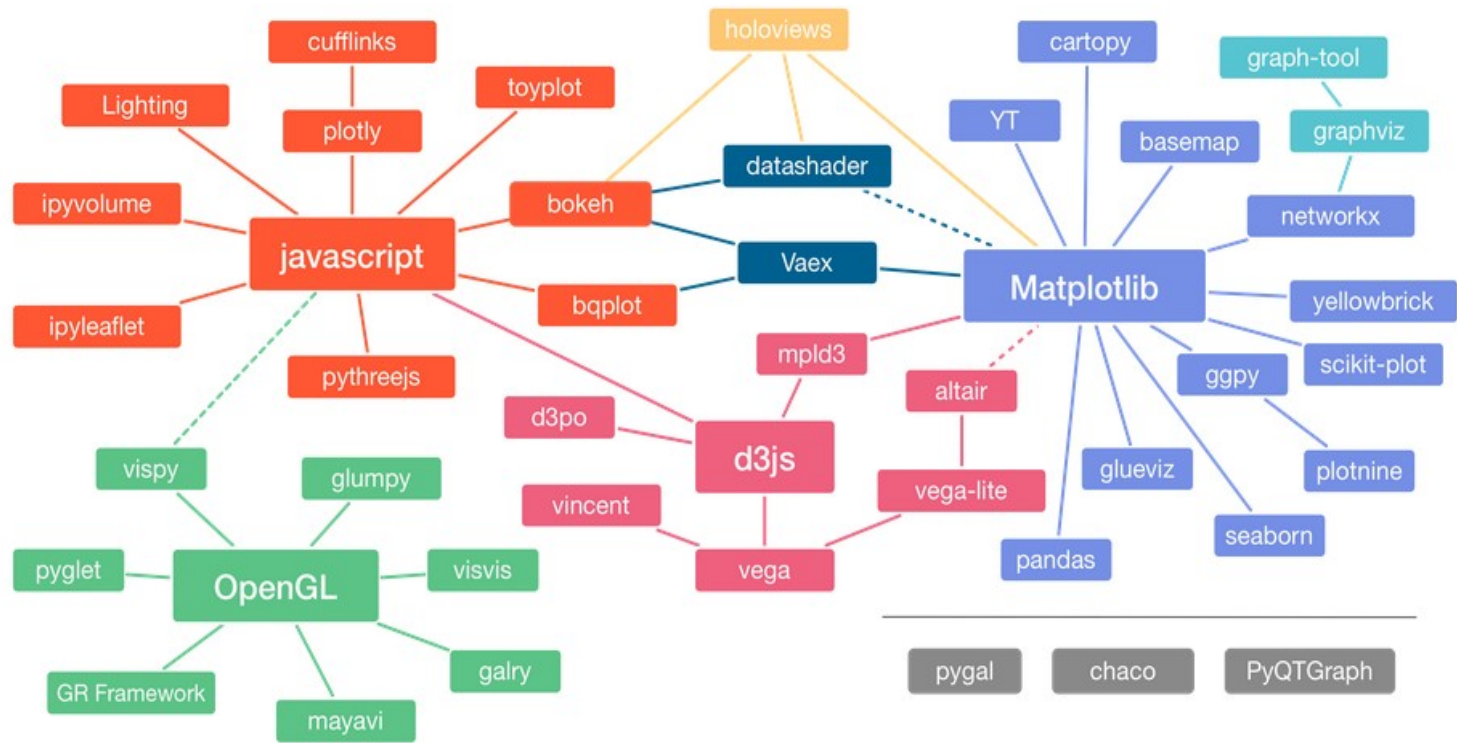 cufflinks
holoviews
cartopy
graph-tool
Lighting
toyplot
plotly
YT
basemap
graphviz
datashader
ipyvolume
bokeh
networkx
javascript
Vaex
Matplotlib
ipyleaflet
bqplot
yellowbrick
mpld3
scikit-plot
pythreejs
ggpy
altair
d3po
d3js
vispy
glumpy
glueviz
plotnine
vega-lite
vincent
seaborn
pyglet
OpenGL
visvis
vega
pandas
GR Framework
galry
mayavi
pygal
chaco
PyQTGraph